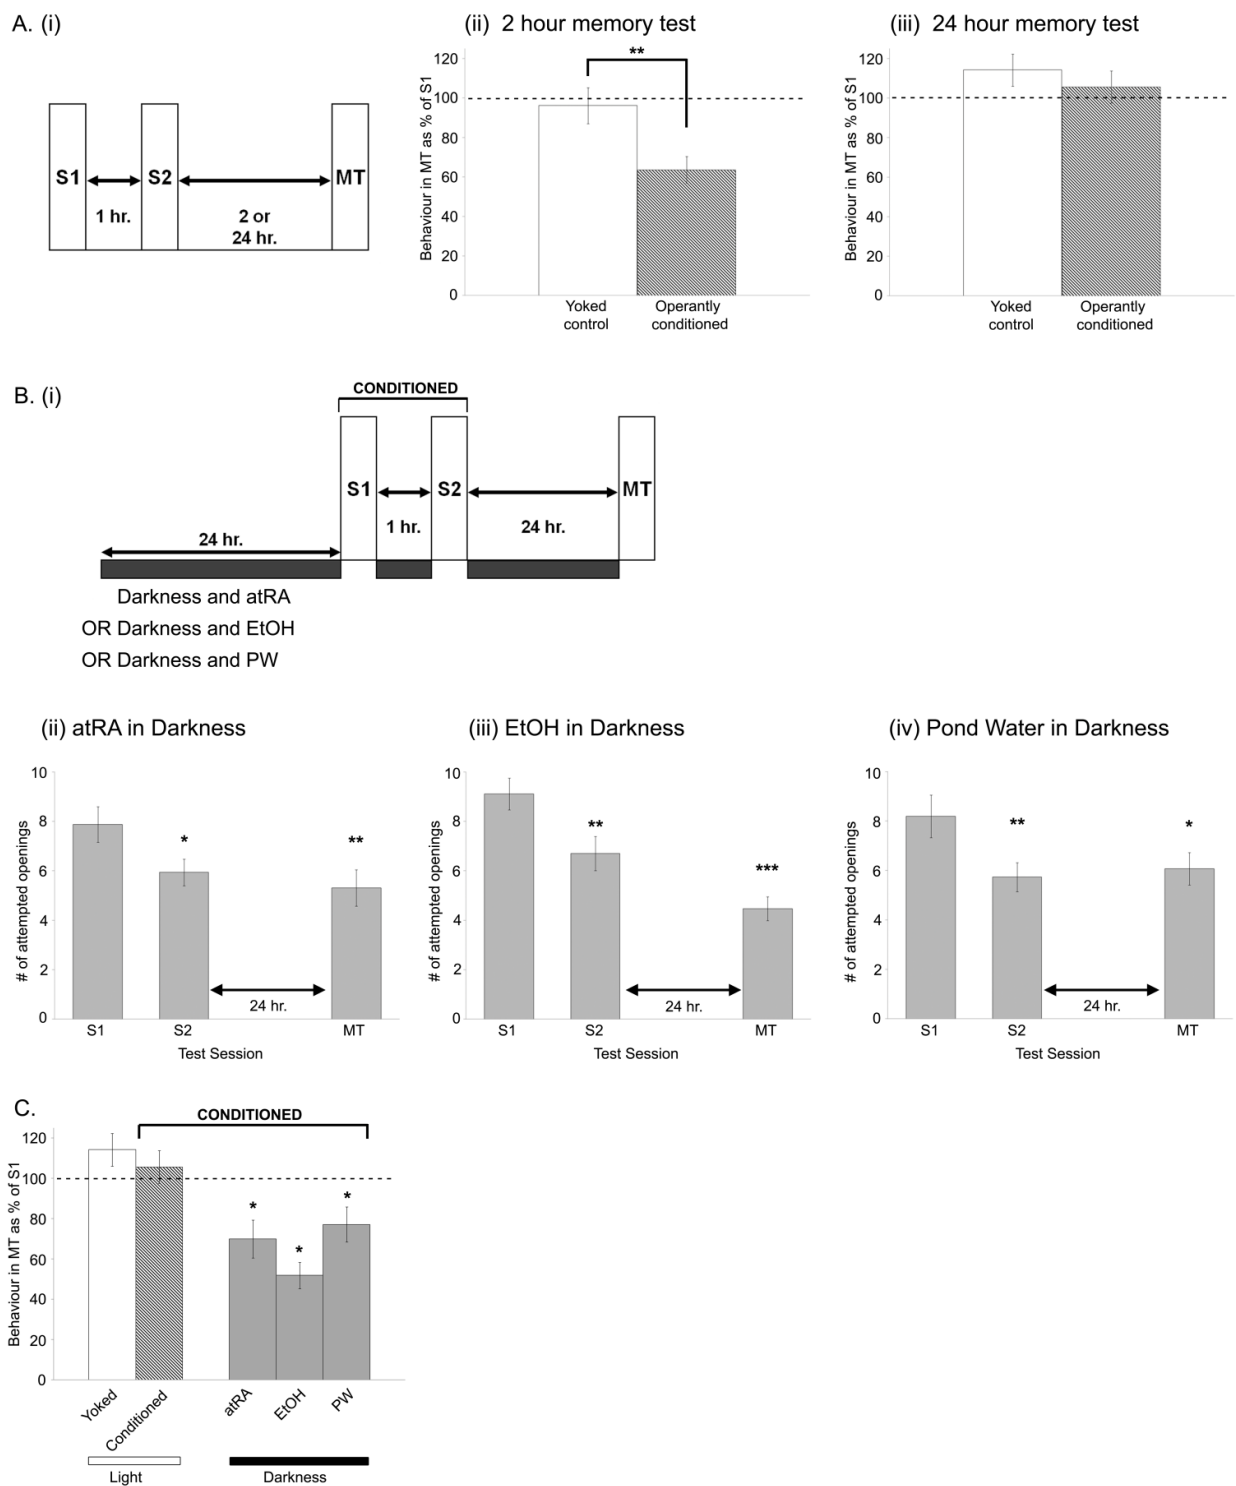 A. (i)
S1
S2
MT
1 hr.
2 or
24 hr.
(ii) 2 hour memory test
Behaviour in MT as % of S1
120
100
80
60
40
20
0
**
Yoked
control
Operantly
conditioned
(iii) 24 hour memory test
Behaviour in MT as % of S1
120
100
80
60
40
20
0
Yoked
control
Operantly
conditioned
B. (i)
CONDITIONED
S1
S2
MT
1 hr.
24 hr.
24 hr.
Darkness and atRA
OR Darkness and EtOH
OR Darkness and PW
(ii) atRA in Darkness
# of attempted openings
10
8
6
4
2
0
*
**
24 hr.
S1
S2
MT
Test Session
(iii) EtOH in Darkness
# of attempted openings
10
8
6
4
2
0
**
***
24 hr.
S1
S2
MT
Test Session
(iv) Pond Water in Darkness
# of attempted openings
10
8
6
4
2
0
**
*
24 hr.
S1
S2
MT
Test Session
C.
CONDITIONED
Behaviour in MT as % of S1
120
100
80
60
40
20
0
*
*
*
Yoked
Conditioned
atRA
EtOH
PW
Light
Darkness